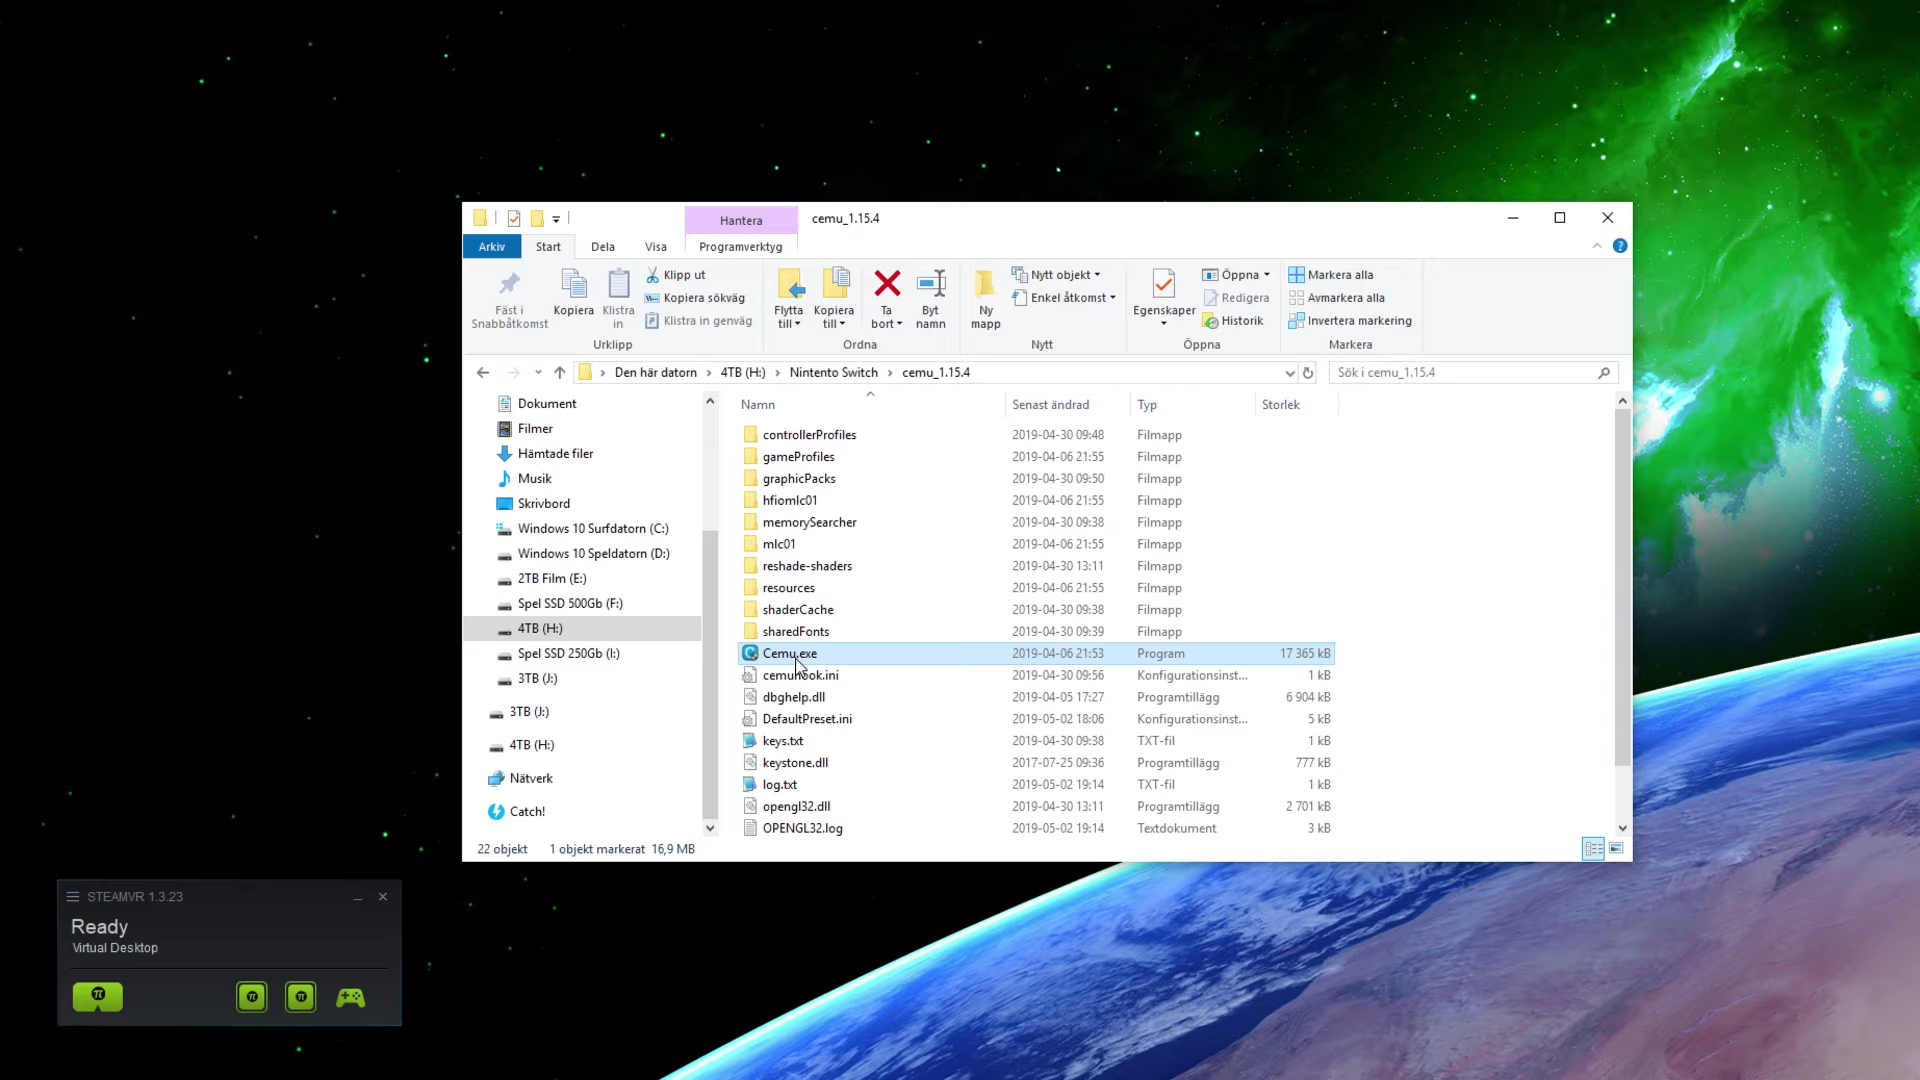 Hantera
cemu_1.15.4
Arkiv
Start
Dela
Visa
Programverktyg
Fäst i
Snabbåtkomst
Kopiera
Klistra
in
Klipp ut
Kopiera sökväg
Klistra in genväg
Urklipp
Flytta
till
Kopiera
till
Ta
bort
Byt
namn
Ordna
Ny
mapp
Nytt objekt
Enkel åtkomst
Nytt
Egenskaper
Öppna
Redigera
Historik
Öppna
Markera alla
Avmarkera alla
Invertera markering
Markera
Den här datorn > 4TB (H:) > Nintento Switch > cemu_1.15.4
Sök i cemu_1.15.4
Dokument
Filmer
Hämtade filer
Musik
Skrivbord
Windows 10 Surfdatorn (C:)
Windows 10 Speldatorn (D:)
2TB Film (E:)
Spel SSD 500Gb (F:)
4TB (H:)
Spel SSD 250Gb (I:)
3TB (J:)
3TB (J:)
4TB (H:)
Nätverk
Catch!
Namn Senast ändrad Typ Storlek
controllerProfiles 2019-04-30 09:48 Filmapp
gameProfiles 2019-04-06 21:55 Filmapp
graphicPacks 2019-04-30 09:50 Filmapp
hfiomlc01 2019-04-06 21:55 Filmapp
memorySearcher 2019-04-30 09:38 Filmapp
mlc01 2019-04-06 21:55 Filmapp
reshade-shaders 2019-04-30 13:11 Filmapp
resources 2019-04-06 21:55 Filmapp
shaderCache 2019-04-30 09:38 Filmapp
sharedFonts 2019-04-30 09:39 Filmapp
Cemu.exe 2019-04-06 21:53 Program 17 365 kB
cemuhook.ini 2019-04-30 09:56 Konfigurationsinst... 1 kB
dbghelp.dll 2019-04-05 17:27 Programtillägg 6 904 kB
DefaultPreset.ini 2019-05-02 18:06 Konfigurationsinst... 5 kB
keys.txt 2019-04-30 09:38 TXT-fil 1 kB
keystone.dll 2017-07-25 09:36 Programtillägg 777 kB
log.txt 2019-05-02 19:14 TXT-fil 1 kB
opengl32.dll 2019-04-30 13:11 Programtillägg 2 701 kB
OPENGL32.log 2019-05-02 19:14 Textdokument 3 kB
22 objekt 1 objekt markerat 16,9 MB
STEAMVR 1.3.23
Ready
Virtual Desktop